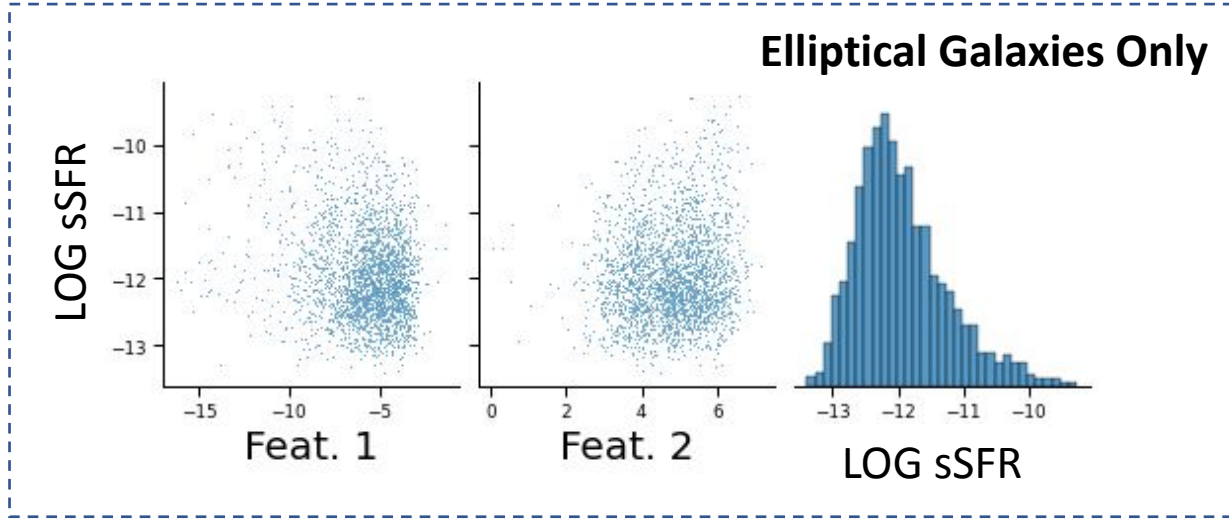 Elliptical Galaxies Only
LOG sSFR
−10
−11
−12
−13
−15 −10 −5
Feat. 1
0 2 4 6
Feat. 2
−13 −12 −11 −10
LOG sSFR